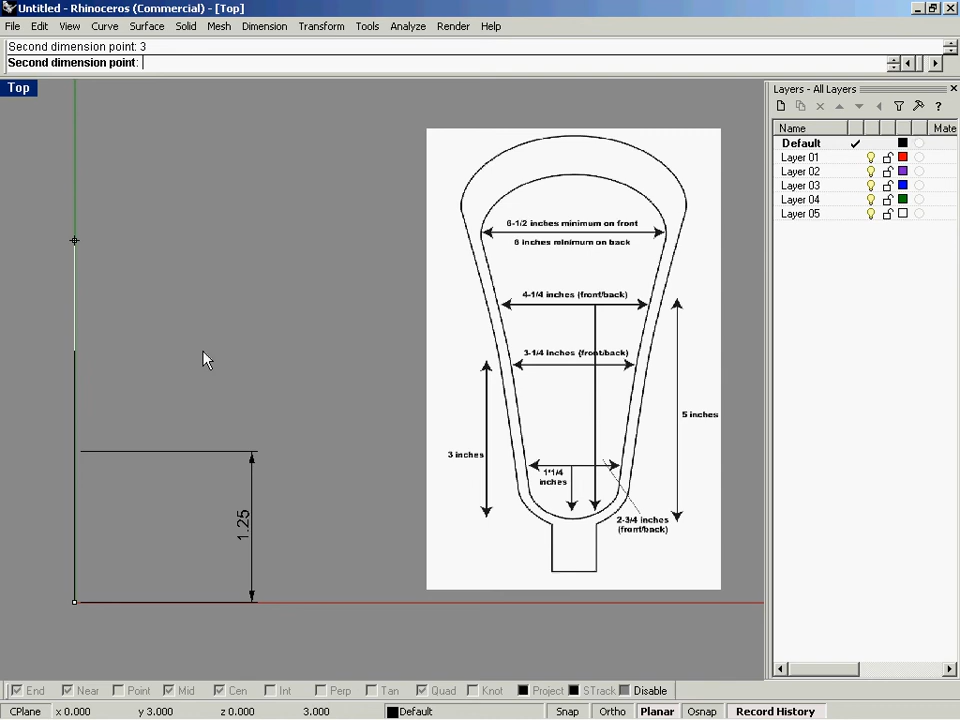 Untitled - Rhinoceros (Commercial) - [Top]
File Edit View Curve Surface Solid Mesh Dimension Transform Tools Analyze Render Help
Second dimension point: 3
Second dimension point:
Top
Layers - All Layers
?
Name Mate
Default
Layer 01
Layer 02
Layer 03
Layer 04
Layer 05
6-1/2 inches minimum on front
6 inches minimum on back
4-1/4 inches (front/back)
3-1/4 inches (front/back)
5 inches
3 inches
1*1/4
inches
2-3/4 inches
(front/back)
1.25
End Near Point Mid Cen Int Perp Tan Quad Knot Project STrack Disable
CPlane x 0.000 y 3.000 z 0.000 3.000 Default Snap Ortho Planar Osnap Record History